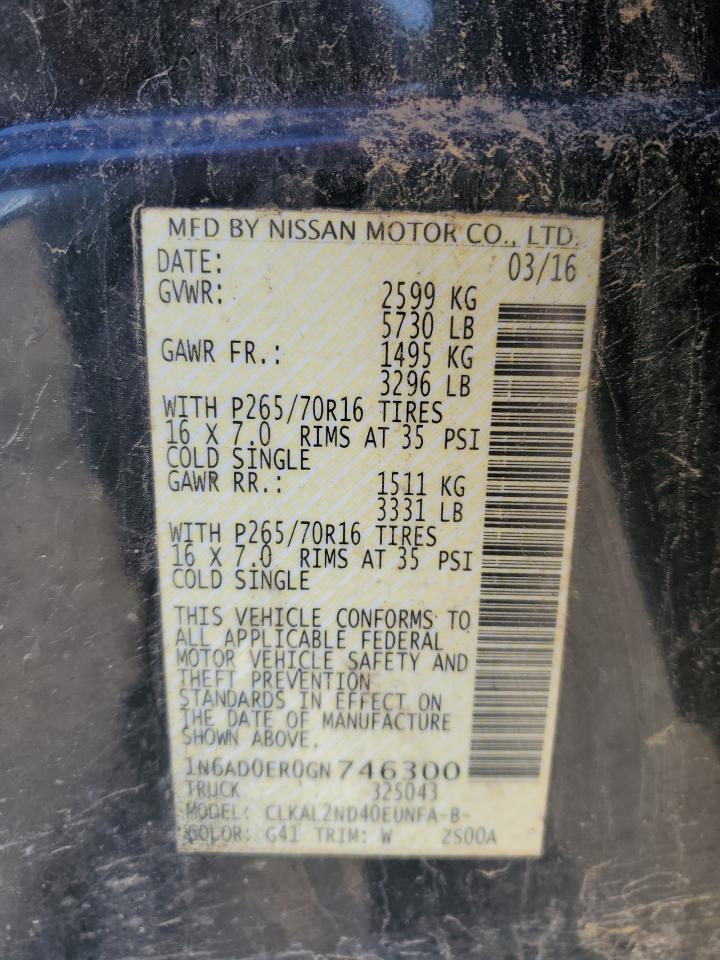 MFD BY NISSAN MOTOR CO., LTD.
DATE: 03/16
GVWR: 2599 KG
5730 LB
GAWR FR.: 1495 KG
3296 LB
WITH P265/70R16 TIRES
16 X 7.0 RIMS AT 35 PSI
COLD SINGLE
GAWR RR.: 1511 KG
3331 LB
WITH P265/70R16 TIRES
16 X 7.0 RIMS AT 35 PSI
COLD SINGLE
THIS VEHICLE CONFORMS TO
ALL APPLICABLE FEDERAL
MOTOR VEHICLE SAFETY AND
THEFT PREVENTION
STANDARDS IN EFFECT ON
THE DATE OF MANUFACTURE
SHOWN ABOVE.
1N6AD0ER0GN746300
TRUCK 325043
MODEL: CLKAL2ND40EUNFA-B-
COLOR: G41 TRIM: W 2S00A